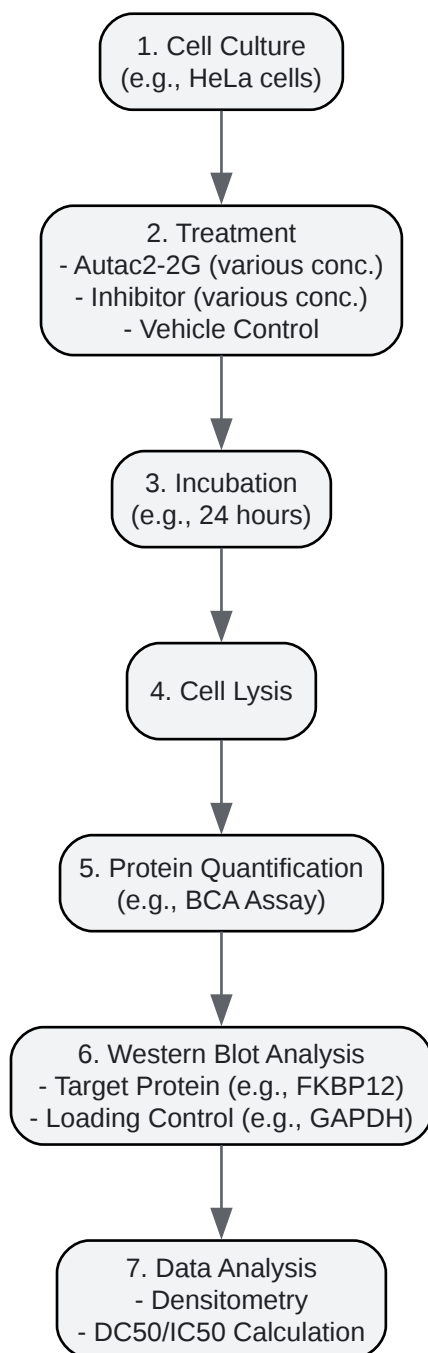 1. Cell Culture
(e.g., HeLa cells)
2. Treatment
- Autac2-2G (various conc.)
- Inhibitor (various conc.)
- Vehicle Control
3. Incubation
(e.g., 24 hours)
4. Cell Lysis
5. Protein Quantification
(e.g., BCA Assay)
6. Western Blot Analysis
- Target Protein (e.g., FKBP12)
- Loading Control (e.g., GAPDH)
7. Data Analysis
- Densitometry
- DC50/IC50 Calculation